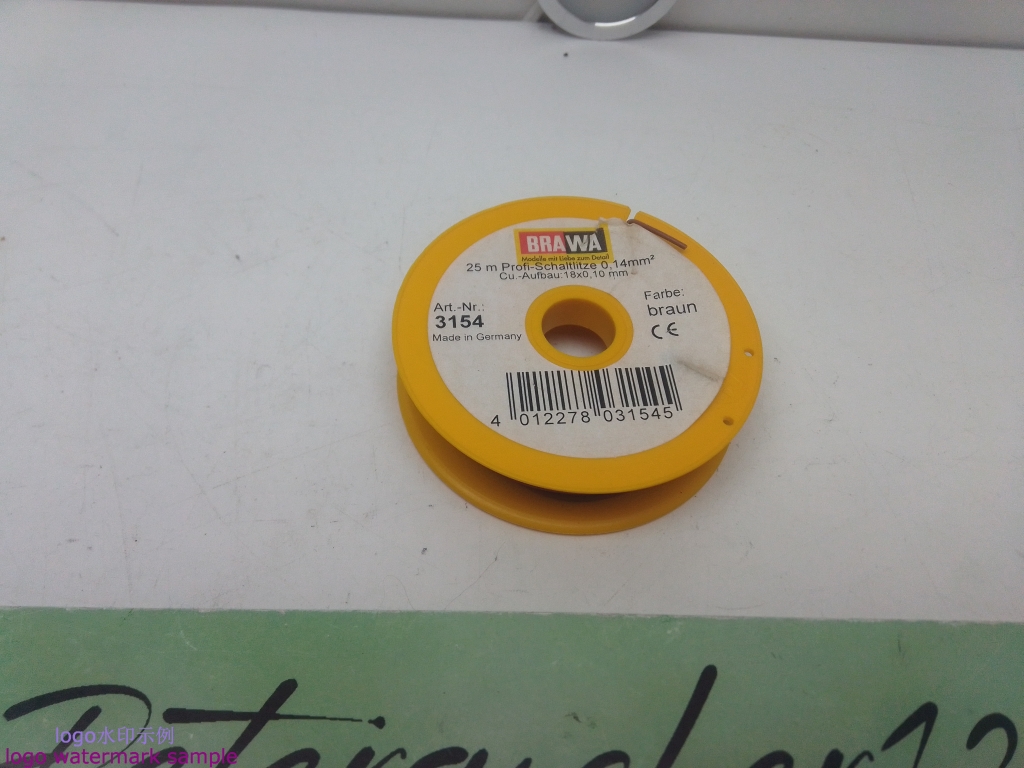 BRAWA
Modelle mit Liebe zum Detail
25 m Profi-Schaltlitze 0,14mm²
Cu.-Aufbau:18x0,10 mm
Art.-Nr.:
3154
Made in Germany
Farbe:
braun
CE
4 012278 031545
logo水印示例
logo watermark sample